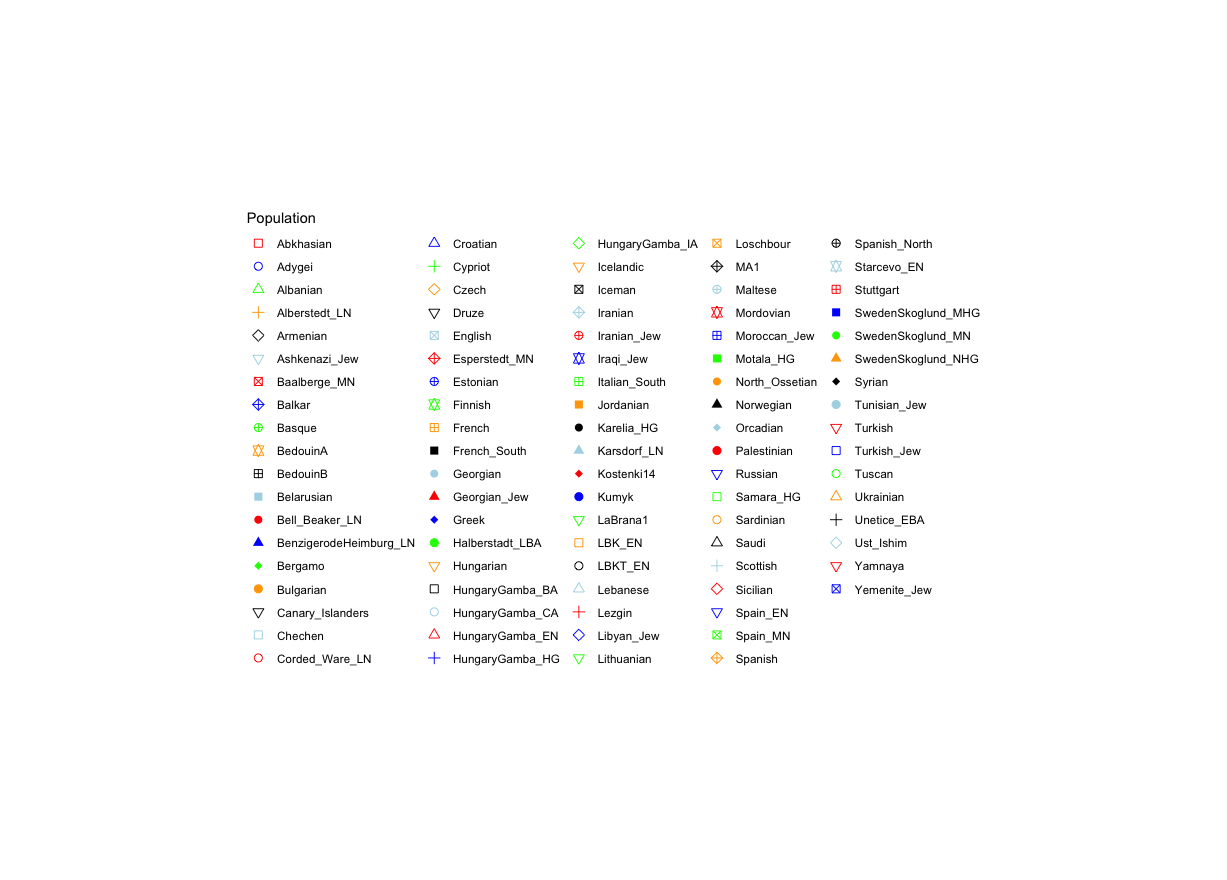 Population
Abkhasian
Adygei
Albanian
Alberstedt_LN
Armenian
Ashkenazi_Jew
Baalberge_MN
Balkar
Basque
BedouinA
BedouinB
Belarusian
Bell_Beaker_LN
BenzigerodeHeimburg_LN
Bergamo
Bulgarian
Canary_Islanders
Chechen
Corded_Ware_LN
Croatian
Cypriot
Czech
Druze
English
Esperstedt_MN
Estonian
Finnish
French
French_South
Georgian
Georgian_Jew
Greek
Halberstadt_LBA
Hungarian
HungaryGamba_BA
HungaryGamba_CA
HungaryGamba_EN
HungaryGamba_HG
HungaryGamba_IA
Icelandic
Iceman
Iranian
Iranian_Jew
Iraqi_Jew
Italian_South
Jordanian
Karelia_HG
Karsdorf_LN
Kostenki14
Kumyk
LaBrana1
LBK_EN
LBKT_EN
Lebanese
Lezgin
Libyan_Jew
Lithuanian
Loschbour
MA1
Maltese
Mordovian
Moroccan_Jew
Motala_HG
North_Ossetian
Norwegian
Orcadian
Palestinian
Russian
Samara_HG
Sardinian
Saudi
Scottish
Sicilian
Spain_EN
Spain_MN
Spanish
Spanish_North
Starcevo_EN
Stuttgart
SwedenSkoglund_MHG
SwedenSkoglund_MN
SwedenSkoglund_NHG
Syrian
Tunisian_Jew
Turkish
Turkish_Jew
Tuscan
Ukrainian
Unetice_EBA
Ust_Ishim
Yamnaya
Yemenite_Jew